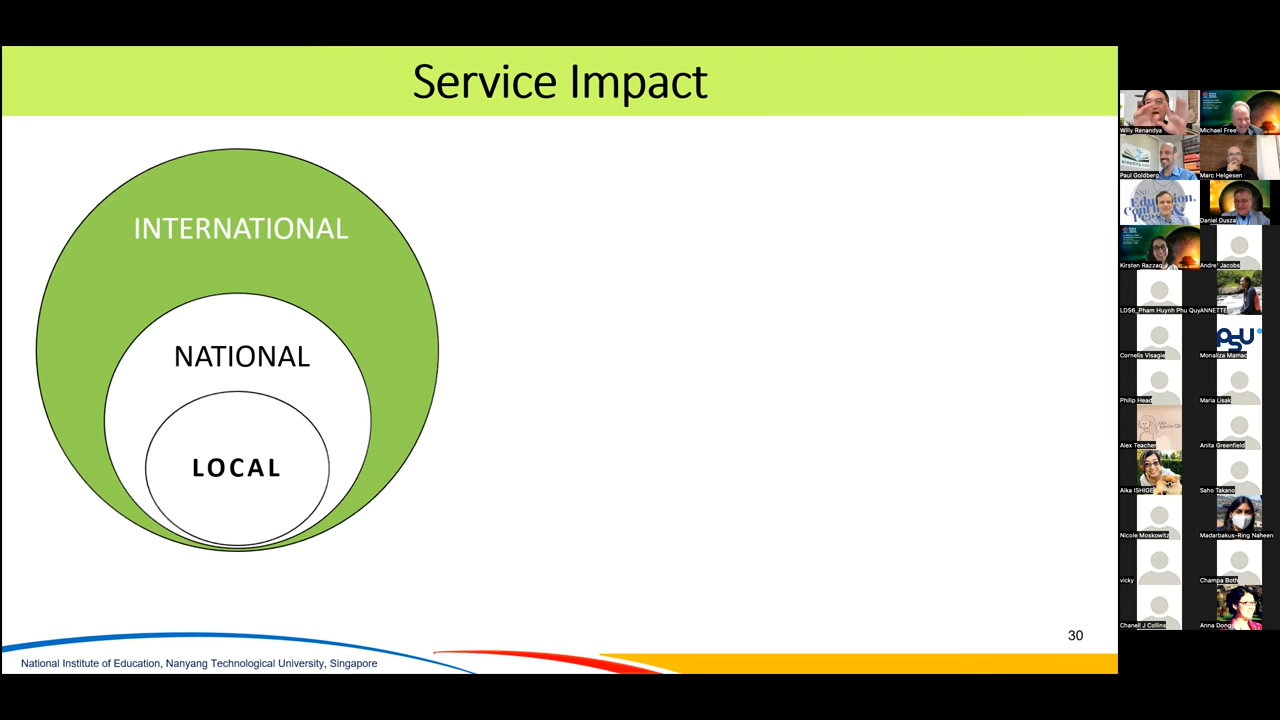 Service Impact
INTERNATIONAL
NATIONAL
LOCAL
30
National Institute of Education, Nanyang Technological University, Singapore
Willy Renandya
Michael Free
Paul Goldberg
Marc Helgesen
Daniel Dusza
Kirsten Razzaq
Andre' Jacobs
LDS6_Pham Huynh Phu Quy
ANNETTE
Cornelis Visagie
Monaliza Mamac
Philip Head
Maria Lisak
Alex Teacher
Anita Greenfield
Aika ISHIGE
Saho Takano
Nicole Moskowitz
Madarbakus-Ring Naheen
vicky
Champa Both
Chanell J Collins
Anna Dong
psu